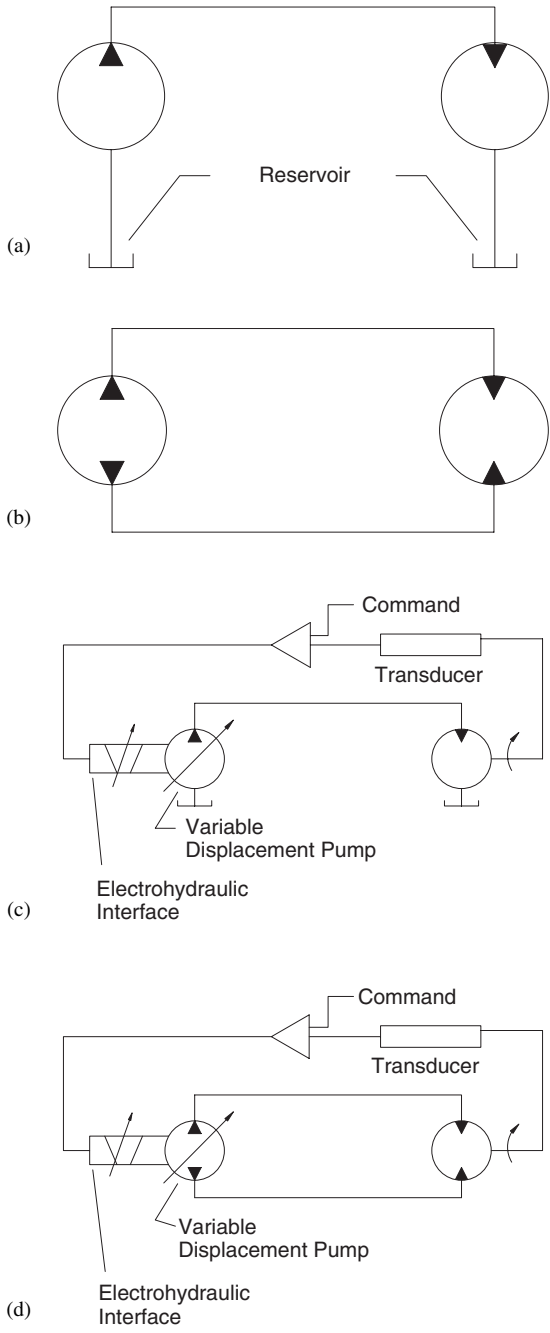 Reservoir
(a)
(b)
Command
Transducer
Variable
Displacement Pump
Electrohydraulic
Interface
(c)
Command
Transducer
Variable
Displacement Pump
Electrohydraulic
Interface
(d)